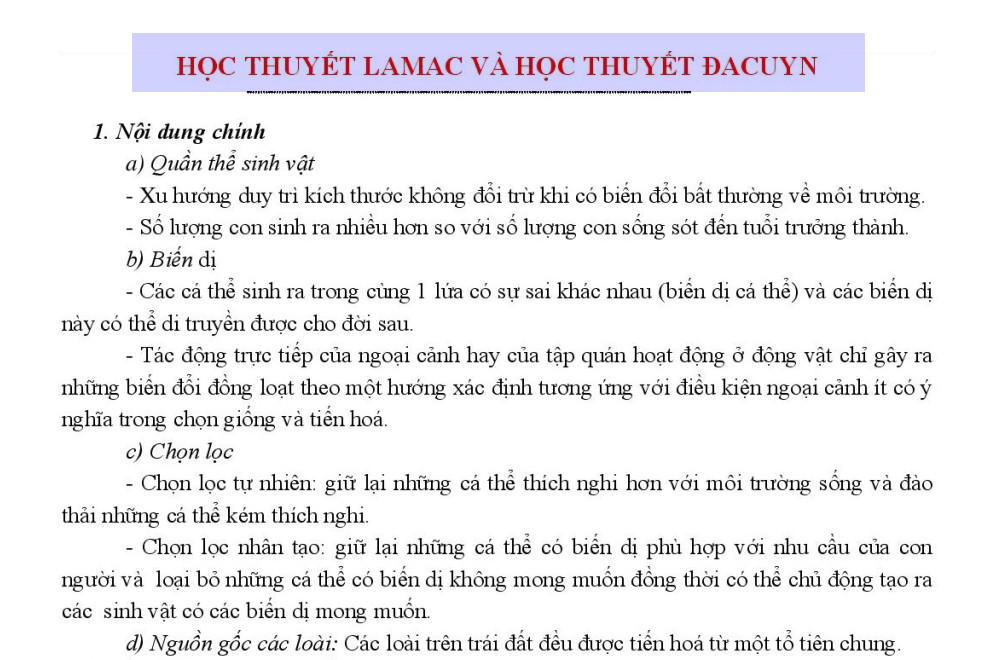 HỌC THUYẾT LAMAC VÀ HỌC THUYẾT ĐACUYN
1. Nội dung chính
a) Quần thể sinh vật
- Xu hướng duy trì kích thước không đổi trừ khi có biến đổi bất thường về môi trường.
- Số lượng con sinh ra nhiều hơn so với số lượng con sống sót đến tuổi trưởng thành.
b) Biến dị
- Các cá thể sinh ra trong cùng 1 lứa có sự sai khác nhau (biến dị cá thể) và các biến dị
này có thể di truyền được cho đời sau.
- Tác động trực tiếp của ngoại cảnh hay của tập quán hoạt động ở động vật chỉ gây ra
những biến đổi đồng loạt theo một hướng xác định tương ứng với điều kiện ngoại cảnh ít có ý
nghĩa trong chọn giống và tiến hoá.
c) Chọn lọc
- Chọn lọc tự nhiên: giữ lại những cá thể thích nghi hơn với môi trường sống và đào
thải những cá thể kém thích nghi.
- Chọn lọc nhân tạo: giữ lại những cá thể có biến dị phù hợp với nhu cầu của con
người và loại bỏ những cá thể có biến dị không mong muốn đồng thời có thể chủ động tạo ra
các sinh vật có các biến dị mong muốn.
d) Nguồn gốc các loài: Các loài trên trái đất đều được tiến hoá từ một tổ tiên chung.